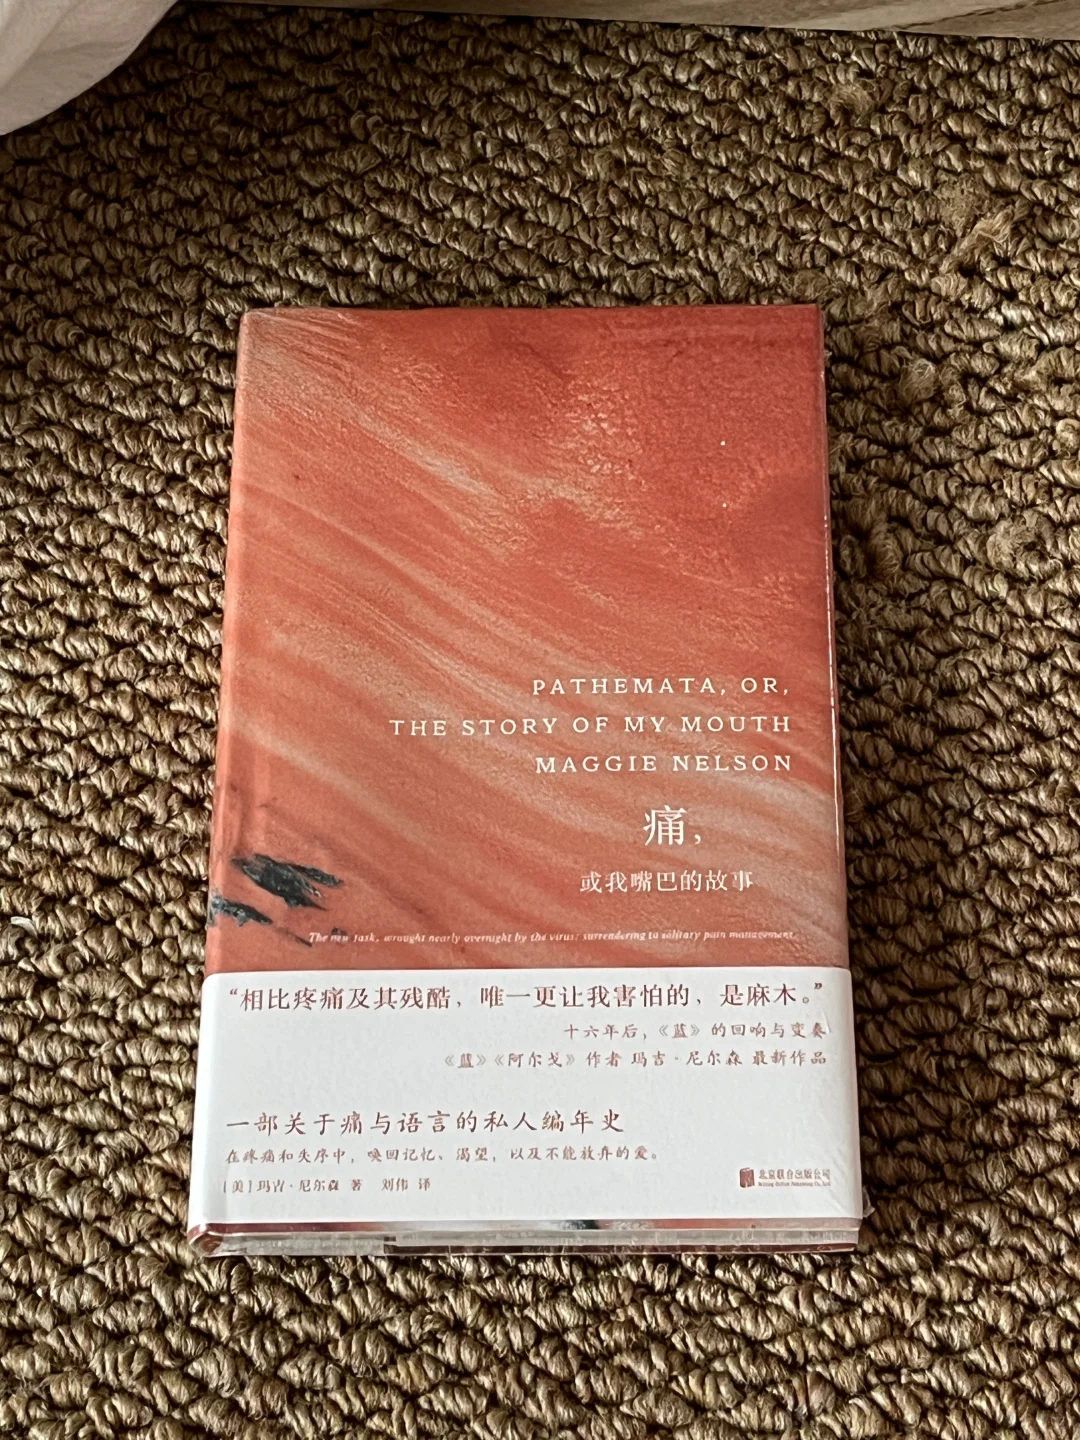 PATHEMATA, OR,
THE STORY OF MY MOUTH
MAGGIE NELSON
痛，
或我嘴巴的故事
The new task, wrought nearly overnight by the virus: surrendering to solitary pain management.
“相比疼痛及其残酷，唯一更让我害怕的，是麻木。”
十六年后，《蓝》的回响与变奏
《蓝》《阿尔戈》作者 玛吉·尼尔森 最新作品
一部关于痛与语言的私人编年史
在疼痛和失序中，唤回记忆、渴望，以及不能放弃的爱。
［美］玛吉·尼尔森 著 刘伟 译
北京联合出版公司
Beijing United Publishing Co.,Ltd.